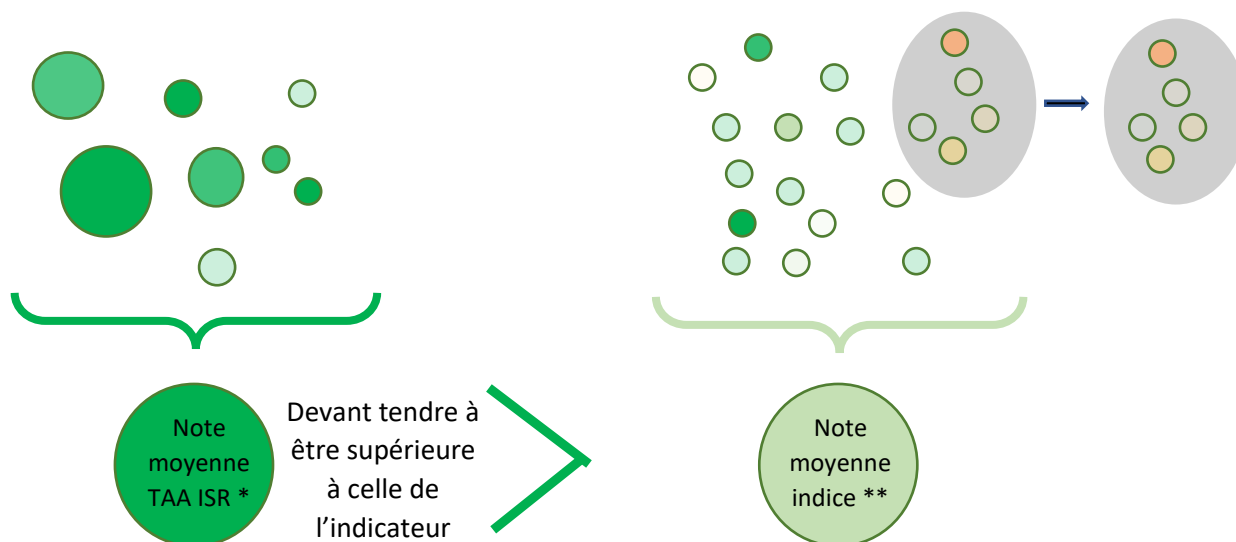 Note
moyenne
TAA ISR *
Devant tendre à
être supérieure
à celle de
l’indicateur
Note
moyenne
indice **